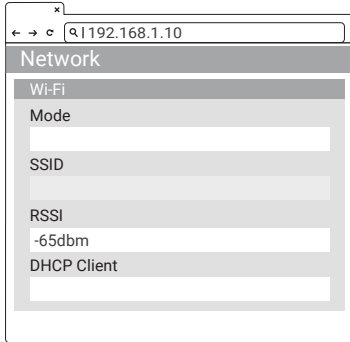 192.168.1.10
Network
Wi-Fi
Mode
SSID
RSSI
-65dbm
DHCP Client